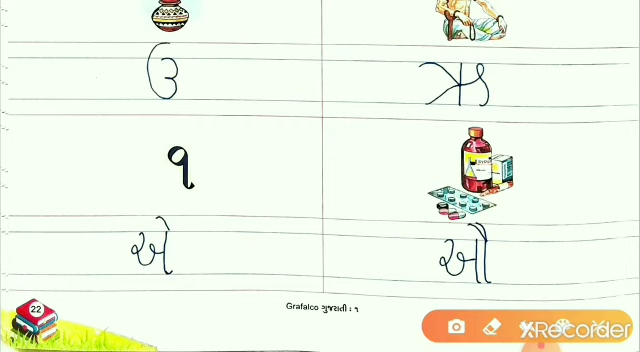 ઉ ઋ
૧
એ ઔ
22
Grafalco ગુજરાતી : ૧
XRecorder